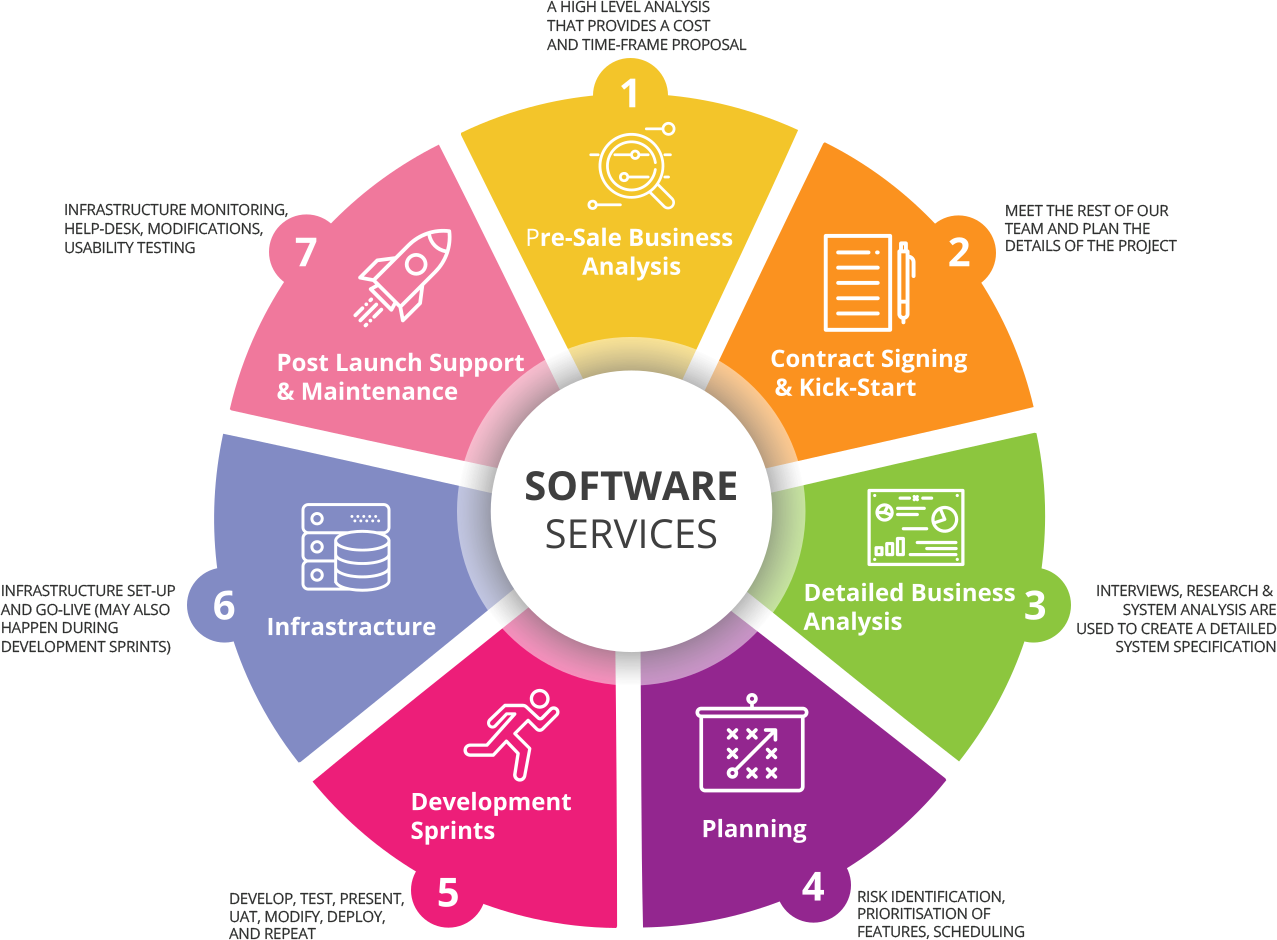 A HIGH LEVEL ANALYSIS
THAT PROVIDES A COST
AND TIME-FRAME PROPOSAL
1
Pre-Sale Business
Analysis
MEET THE REST OF OUR
TEAM AND PLAN THE
DETAILS OF THE PROJECT
2
Contract Signing
& Kick-Start
INTERVIEWS, RESEARCH &
SYSTEM ANALYSIS ARE
USED TO CREATE A DETAILED
SYSTEM SPECIFICATION
3
Detailed Business
Analysis
4
Planning
RISK IDENTIFICATION,
PRIORITISATION OF
FEATURES, SCHEDULING
5
Development
Sprints
DEVELOP, TEST, PRESENT,
UAT, MODIFY, DEPLOY,
AND REPEAT
6
Infrastracture
INFRASTRUCTURE SET-UP
AND GO-LIVE (MAY ALSO
HAPPEN DURING
DEVELOPMENT SPRINTS)
7
Post Launch Support
& Maintenance
INFRASTRUCTURE MONITORING,
HELP-DESK, MODIFICATIONS,
USABILITY TESTING
SOFTWARE
SERVICES